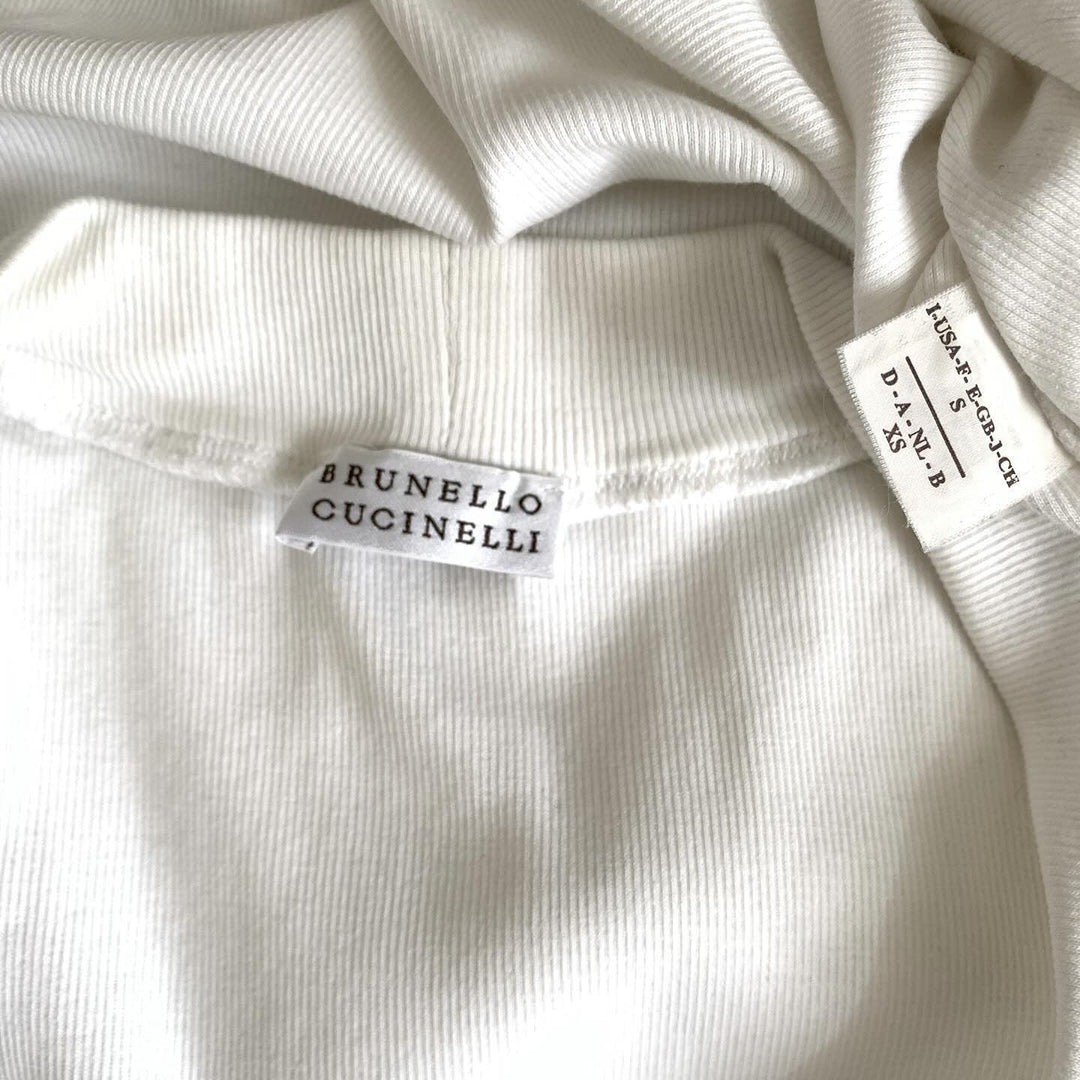 BRUNELLO
CUCINELLI
I-USA-F-E-GB-J-CH
S
D-A-NL-B
XS